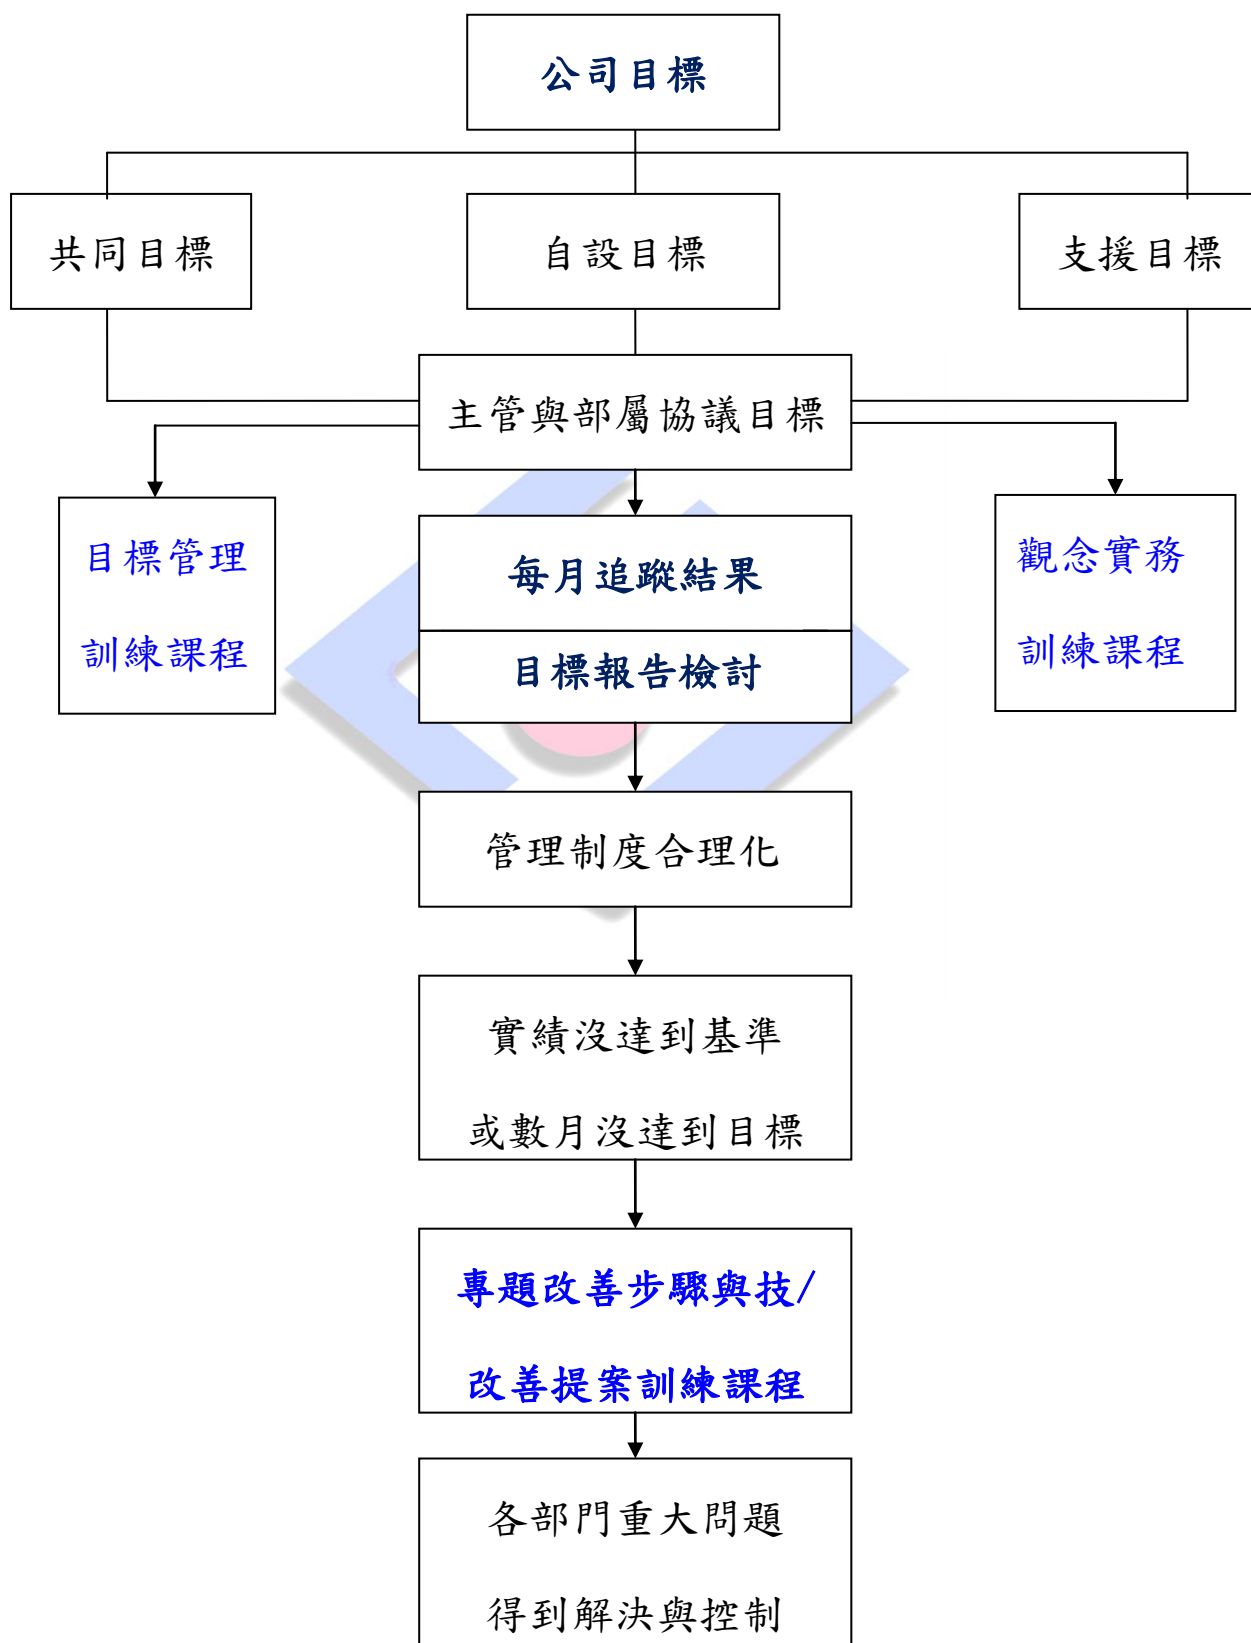 公司目標
共同目標
自設目標
支援目標
主管與部屬協議目標
目標管理
訓練課程
每月追蹤結果
目標報告檢討
觀念實務
訓練課程
管理制度合理化
實績沒達到基準
或數月沒達到目標
專題改善步驟與技/
改善提案訓練課程
各部門重大問題
得到解決與控制